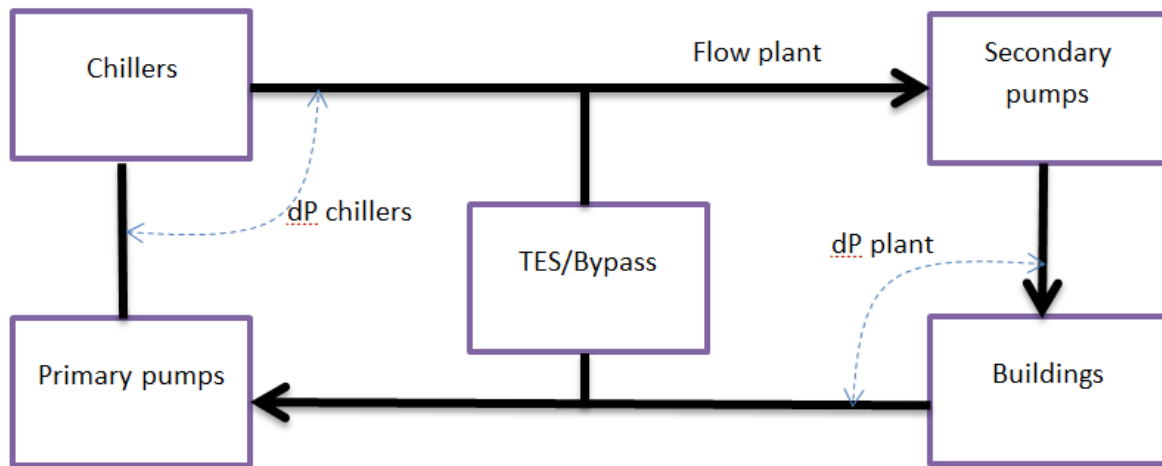 Chillers
Flow plant
Secondary
pumps
dP chillers
TES/Bypass
dP plant
Primary pumps
Buildings